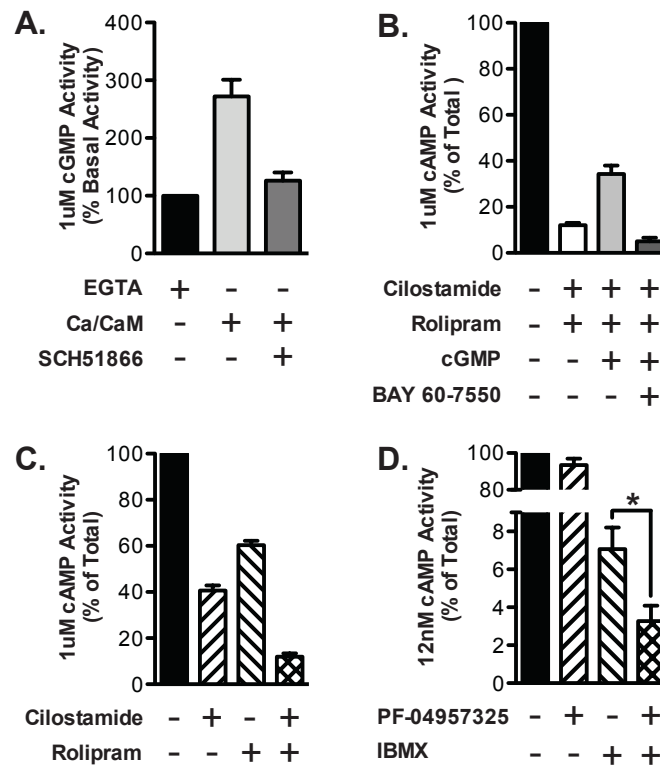 A.
1uM cGMP Activity
(% Basal Activity)
400
300
200
100
0
EGTA + – –
Ca/CaM – + +
SCH51866 – – +
B.
1uM cAMP Activity
(% of Total )
100
80
60
40
20
0
Cilostamide – + + +
Rolipram – + + +
cGMP – – + +
BAY 60-7550 – – – +
C.
1uM cAMP Activity
(% of Total)
100
80
60
40
20
0
Cilostamide – + – +
Rolipram – – + +
D.
12nM cAMP Activity
(% of Total)
100
80
8
6
4
2
0
*
PF-04957325 – + – +
IBMX – – + +